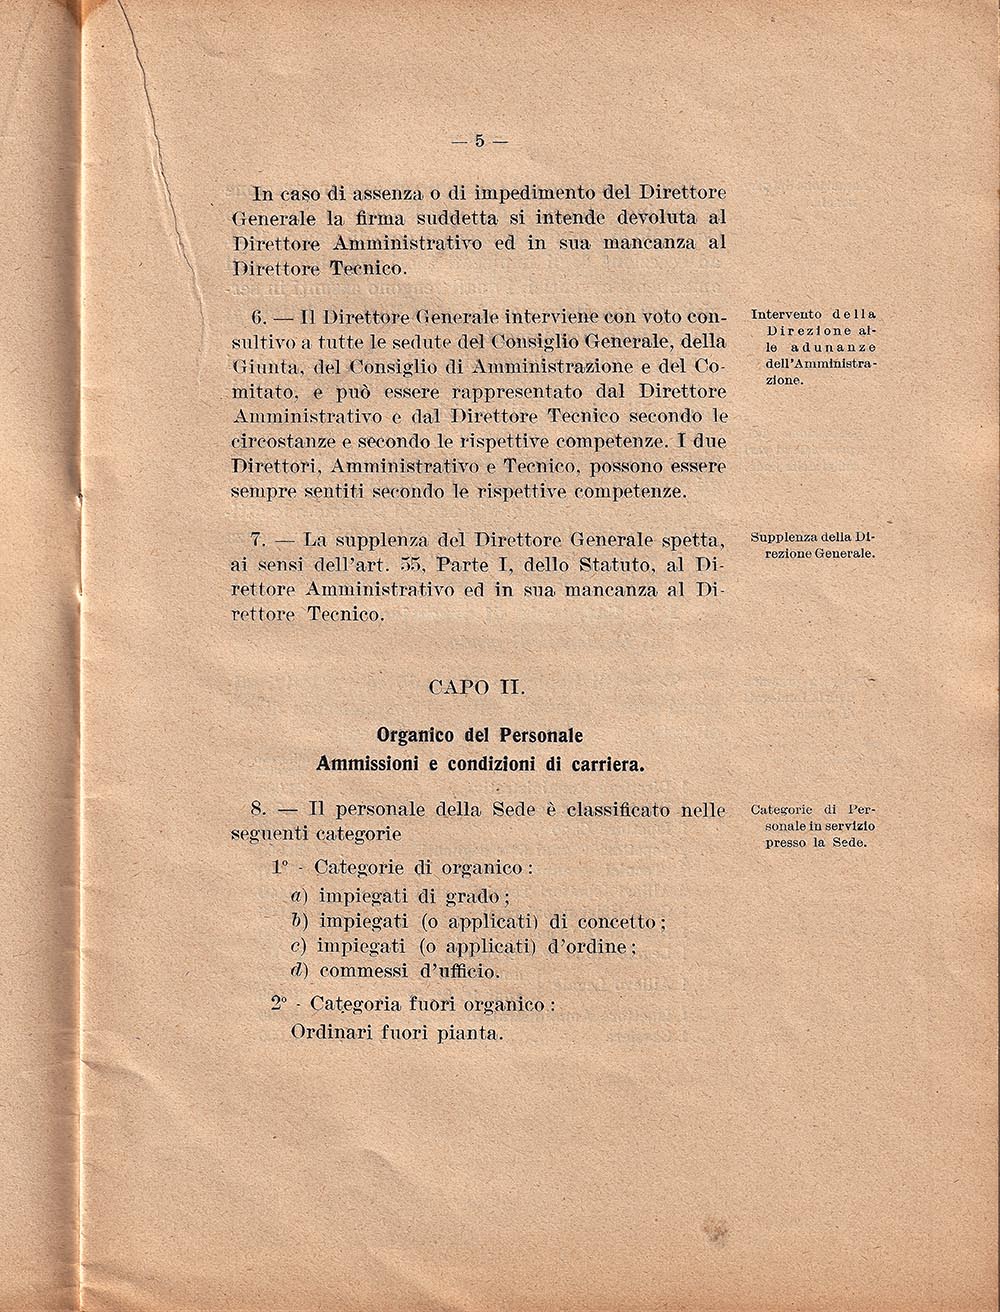 — 5 —
In caso di assenza o di impedimento del Direttore
Generale la firma suddetta si intende devoluta al
Direttore Amministrativo ed in sua mancanza al
Direttore Tecnico.
6. — Il Direttore Generale interviene con voto con-
sultivo a tutte le sedute del Consiglio Generale, della
Giunta, del Consiglio di Amministrazione e del Co-
mitato, e può essere rappresentato dal Direttore
Amministrativo e dal Direttore Tecnico secondo le
circostanze e secondo le rispettive competenze. I due
Direttori, Amministrativo e Tecnico, possono essere
sempre sentiti secondo le rispettive competenze.
Intervento della
Direzione al-
le adunanze
dell'Amministra-
zione.
7. — La supplenza del Direttore Generale spetta,
ai sensi dell'art. 55, Parte I, dello Statuto, al Di-
rettore Amministrativo ed in sua mancanza al Di-
rettore Tecnico.
Supplenza della Di-
rezione Generale.
CAPO II.
Organico del Personale
Ammissioni e condizioni di carriera.
8. — Il personale della Sede è classificato nelle
seguenti categorie
Categorie di Per-
sonale in servizio
presso la Sede.
1° - Categorie di organico :
a) impiegati di grado ;
b) impiegati (o applicati) di concetto ;
c) impiegati (o applicati) d'ordine ;
d) commessi d'ufficio.
2° - Categoria fuori organico :
Ordinari fuori pianta.